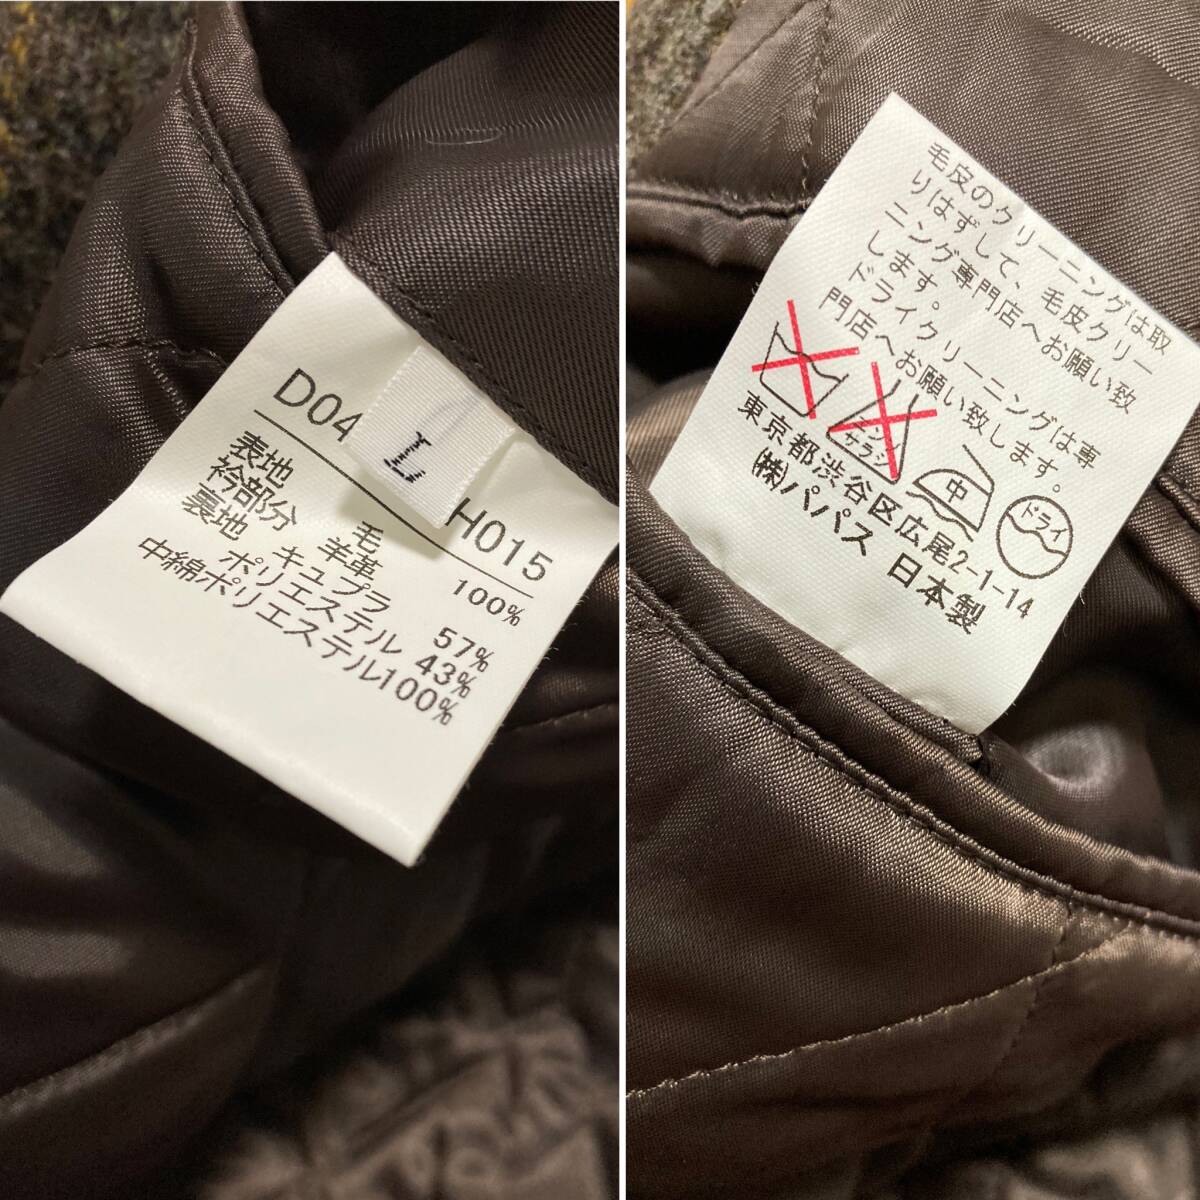 D04
H015
L
表地 毛 100%
衿部分 羊革
裏地 キュプラ 57%
ポリエステル 43%
中綿ポリエステル100%
毛皮のクリーニングは取
りはずして、毛皮クリー
ニング専門店へお願い致
します。
ドライクリーニングは専
門店へお願い致します。
エンソ
サラシ
中
ドライ
東京都渋谷区広尾2-1-14
㈱パパス 日本製